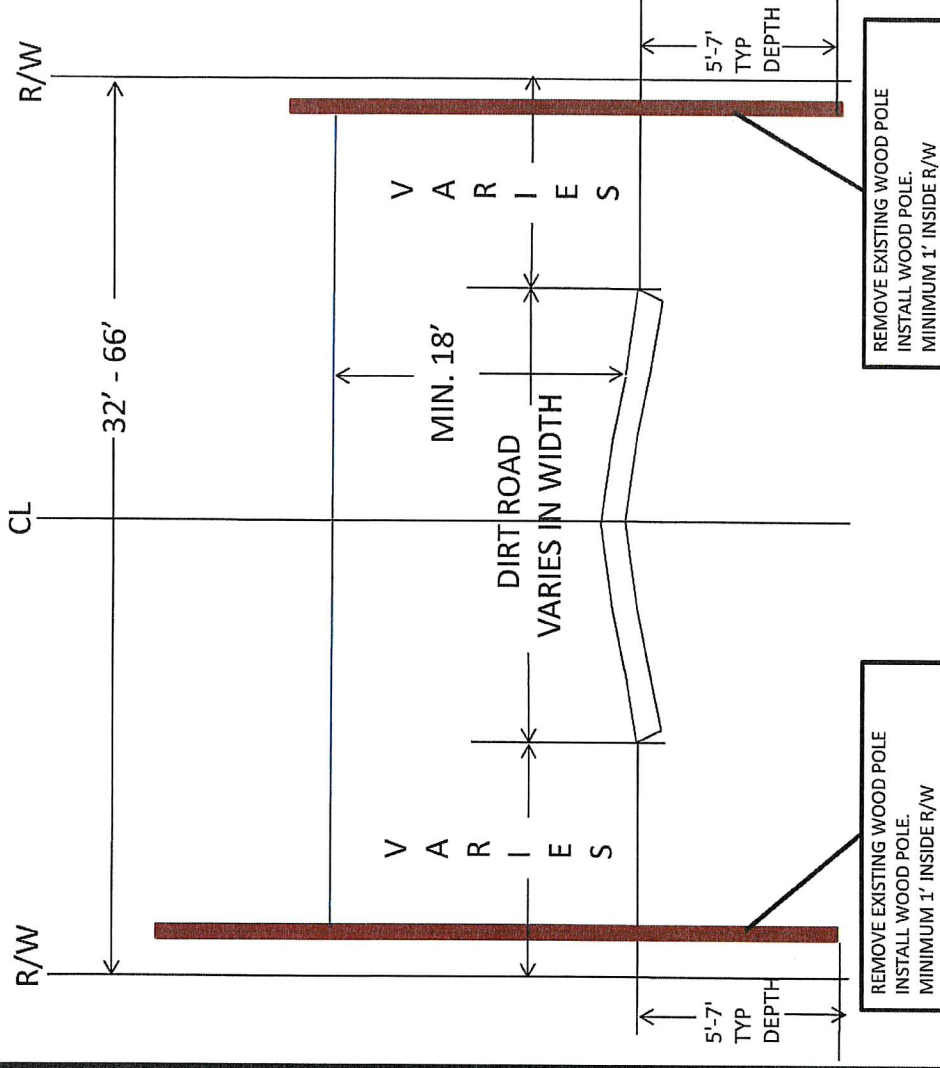 R/W
CL
R/W
32' - 66'
VARIES
VARIES
MIN. 18'
DIRT ROAD
VARIES IN WIDTH
5'-7'
TYP
DEPTH
5'-7'
TYP
DEPTH
REMOVE EXISTING WOOD POLE
INSTALL WOOD POLE.
MINIMUM 1' INSIDE R/W
REMOVE EXISTING WOOD POLE
INSTALL WOOD POLE.
MINIMUM 1' INSIDE R/W